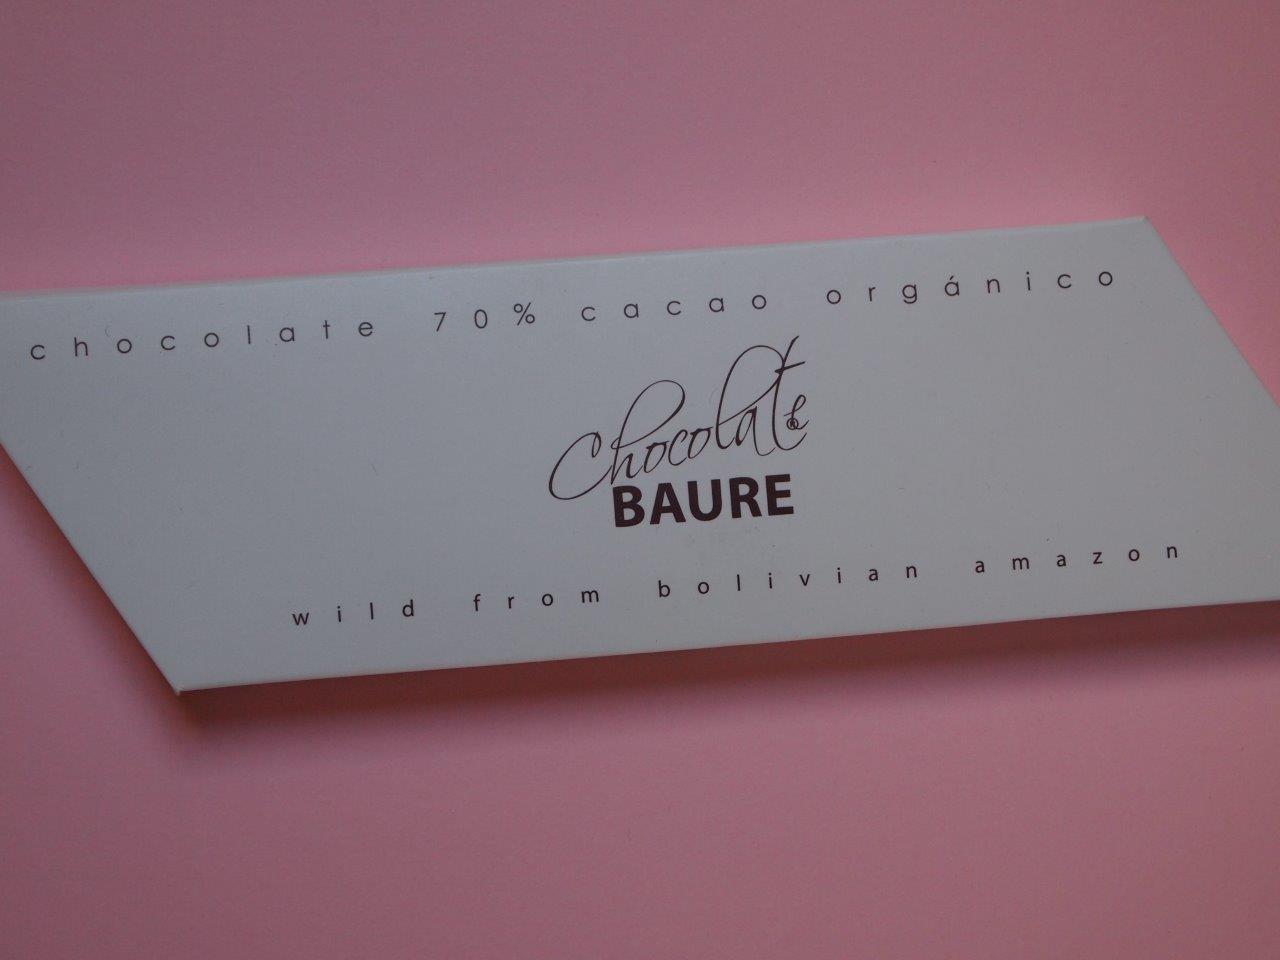 chocolate 70% cacao orgánico
Chocolate®
BAURE
wild from bolivian amazon